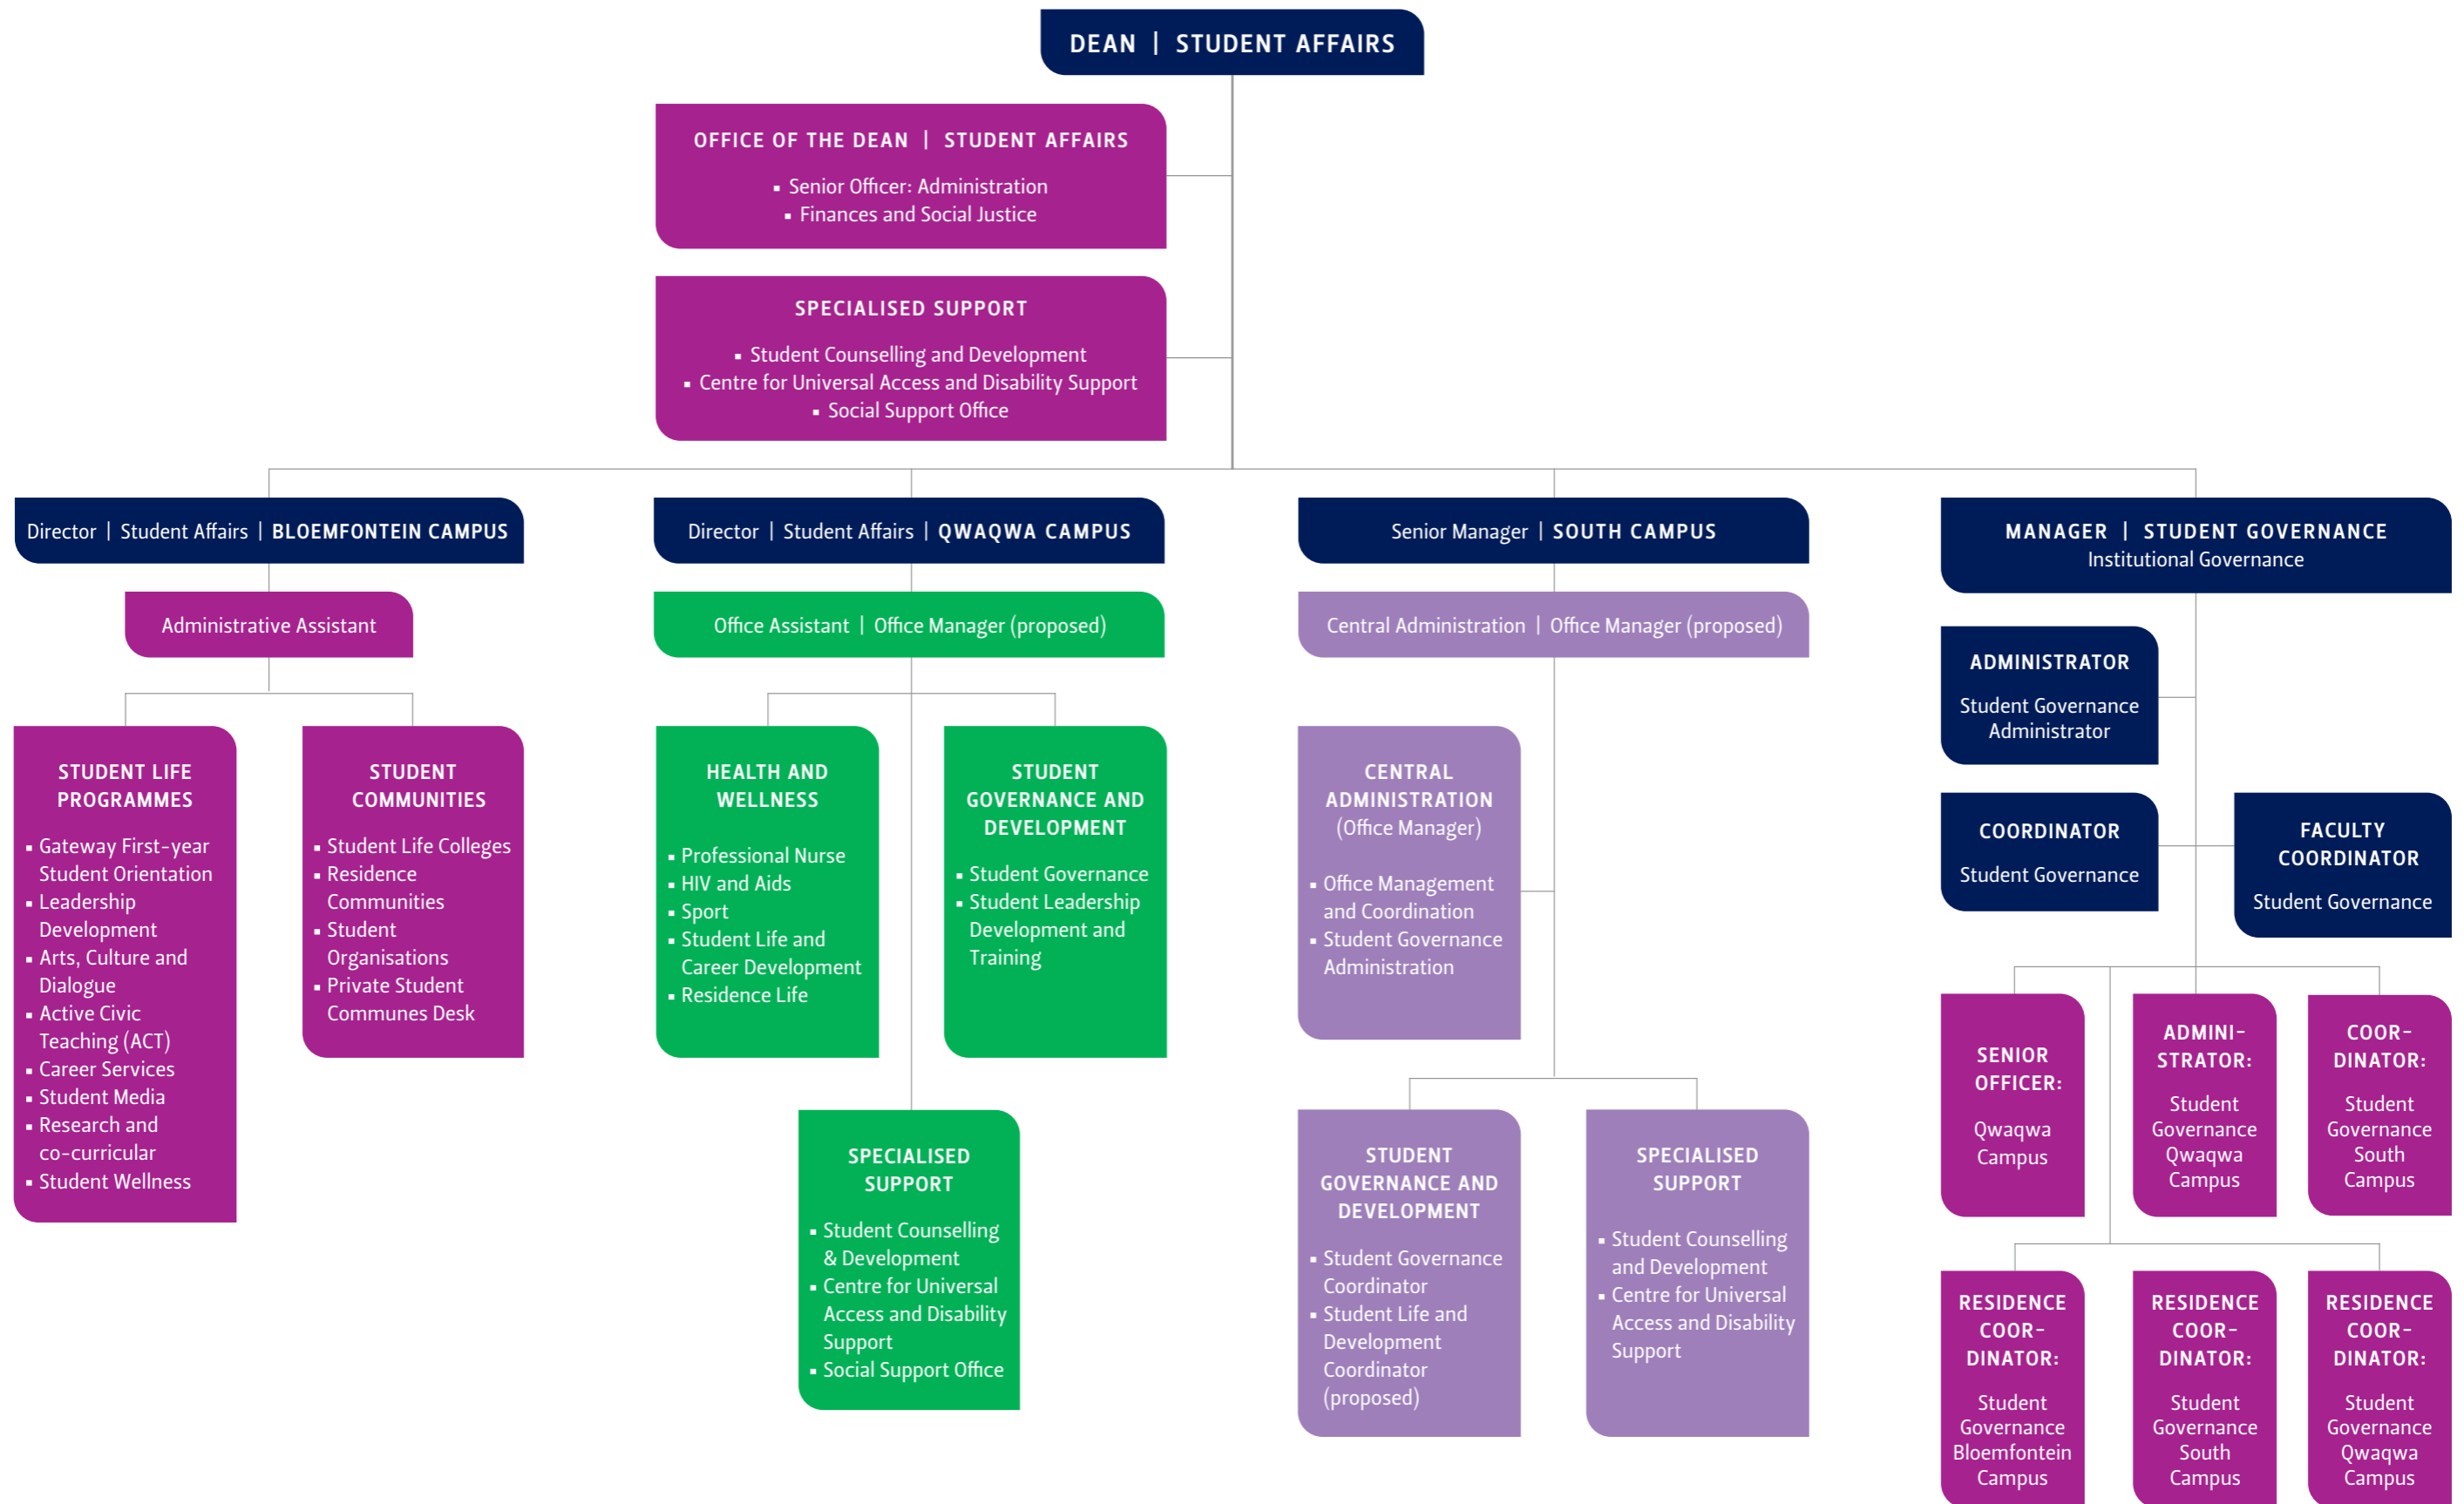 DEAN | STUDENT AFFAIRS
OFFICE OF THE DEAN | STUDENT AFFAIRS
▪ Senior Officer: Administration
▪ Finances and Social Justice
SPECIALISED SUPPORT
▪ Student Counselling and Development
▪ Centre for Universal Access and Disability Support
▪ Social Support Office
Director | Student Affairs | BLOEMFONTEIN CAMPUS
Administrative Assistant
STUDENT LIFE
PROGRAMMES
▪ Gateway First-year
Student Orientation
▪ Leadership
Development
▪ Arts, Culture and
Dialogue
▪ Active Civic
Teaching (ACT)
▪ Career Services
▪ Student Media
▪ Research and
co-curricular
▪ Student Wellness
STUDENT
COMMUNITIES
▪ Student Life Colleges
▪ Residence
Communities
▪ Student
Organisations
▪ Private Student
Communes Desk
Director | Student Affairs | QWAQWA CAMPUS
Office Assistant | Office Manager (proposed)
HEALTH AND
WELLNESS
▪ Professional Nurse
▪ HIV and Aids
▪ Sport
▪ Student Life and
Career Development
▪ Residence Life
STUDENT
GOVERNANCE AND
DEVELOPMENT
▪ Student Governance
▪ Student Leadership
Development and
Training
SPECIALISED
SUPPORT
▪ Student Counselling
& Development
▪ Centre for Universal
Access and Disability
Support
▪ Social Support Office
Senior Manager | SOUTH CAMPUS
Central Administration | Office Manager (proposed)
CENTRAL
ADMINISTRATION
(Office Manager)
▪ Office Management
and Coordination
▪ Student Governance
Administration
STUDENT
GOVERNANCE AND
DEVELOPMENT
▪ Student Governance
Coordinator
▪ Student Life and
Development
Coordinator
(proposed)
SPECIALISED
SUPPORT
▪ Student Counselling
and Development
▪ Centre for Universal
Access and Disability
Support
MANAGER | STUDENT GOVERNANCE
Institutional Governance
ADMINISTRATOR
Student Governance
Administrator
COORDINATOR
Student Governance
FACULTY
COORDINATOR
Student Governance
SENIOR
OFFICER:
Qwaqwa
Campus
ADMINI-
STRATOR:
Student
Governance
Qwaqwa
Campus
COOR-
DINATOR:
Student
Governance
South
Campus
RESIDENCE
COOR-
DINATOR:
Student
Governance
Bloemfontein
Campus
RESIDENCE
COOR-
DINATOR:
Student
Governance
South
Campus
RESIDENCE
COOR-
DINATOR:
Student
Governance
Qwaqwa
Campus